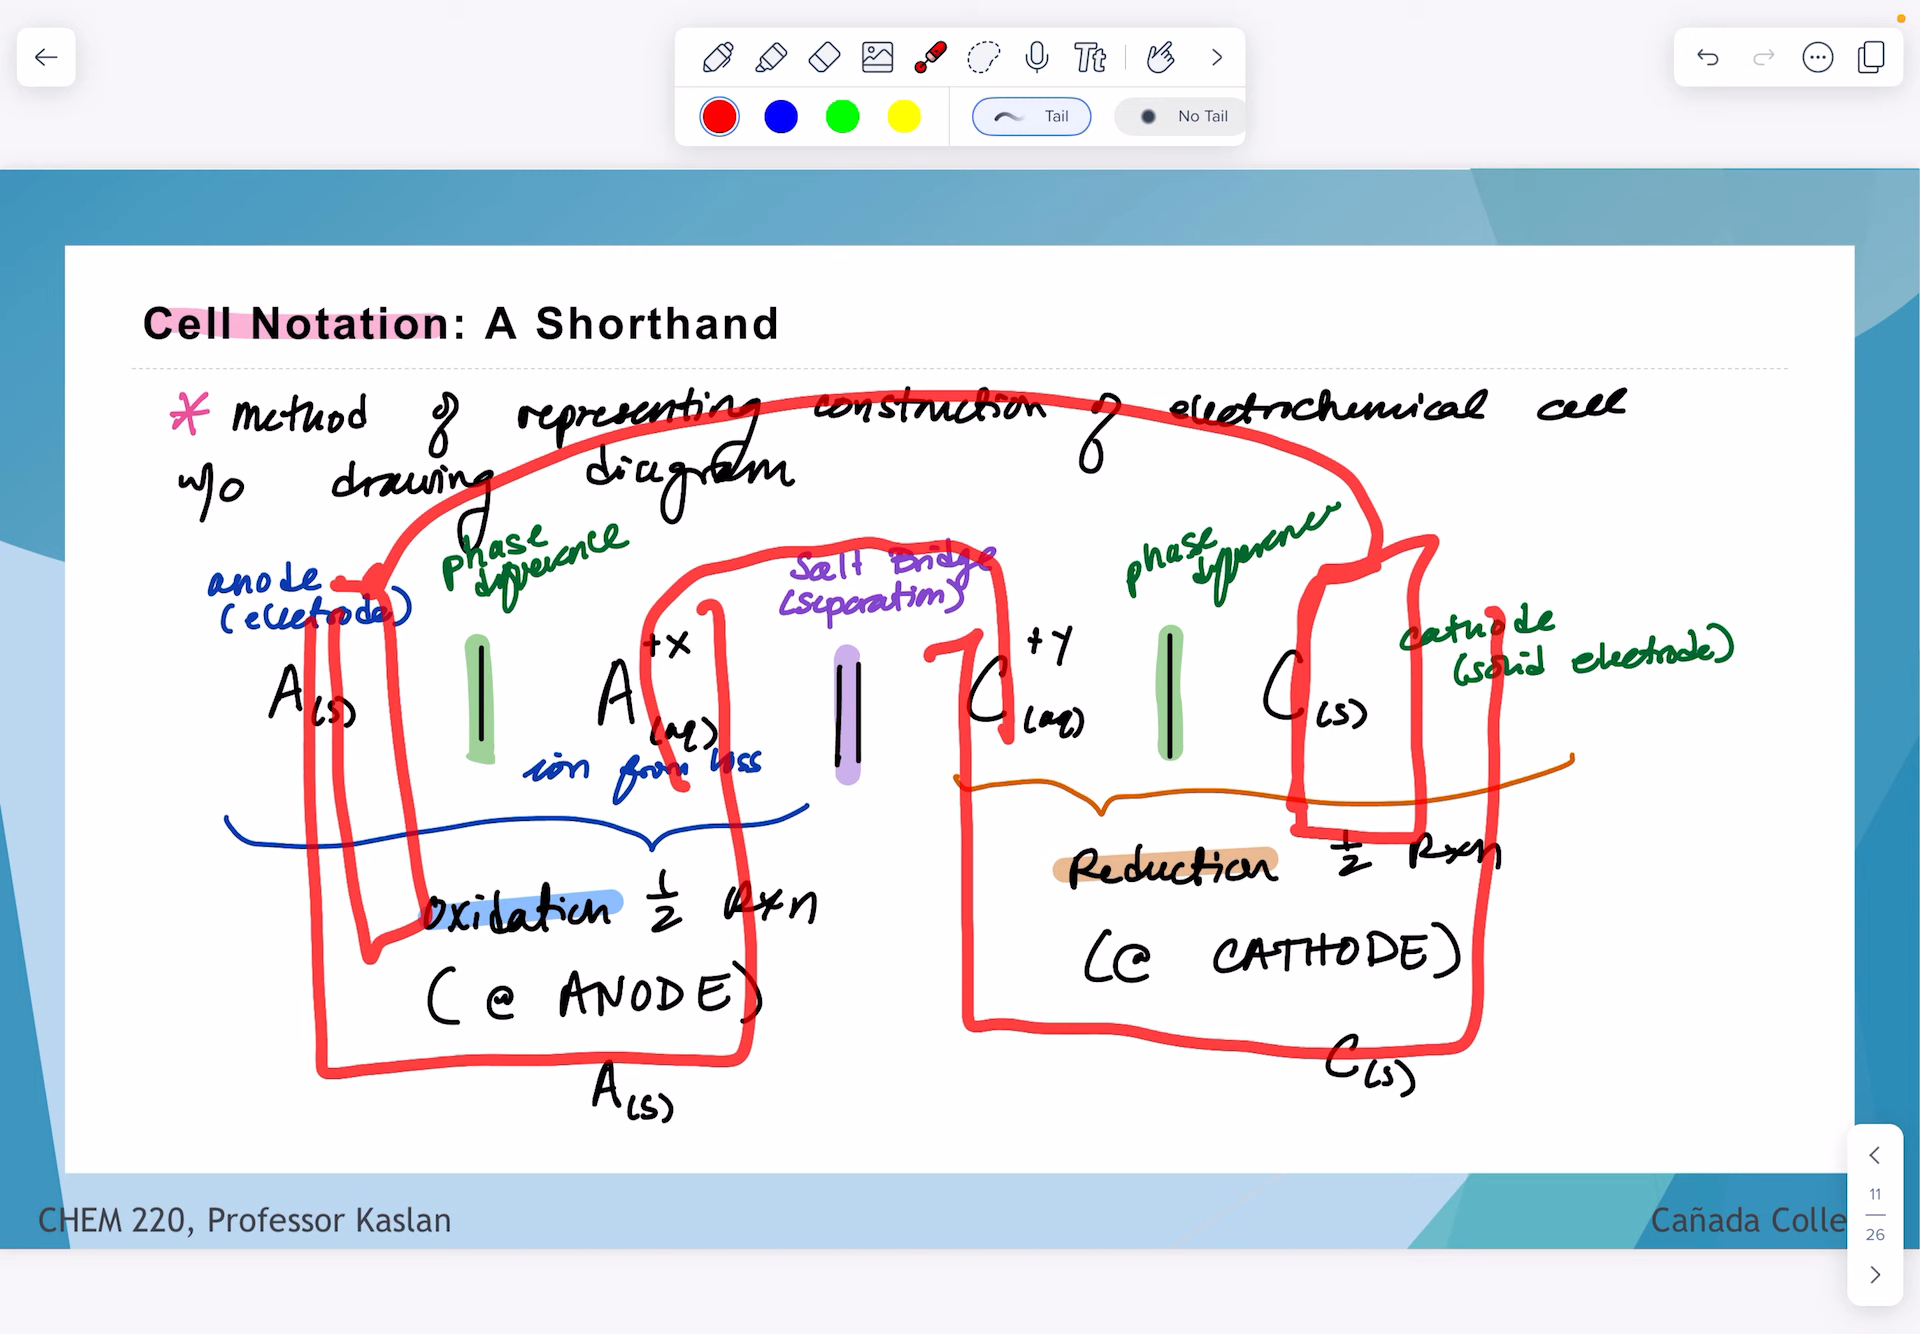 Tt
Tail
No Tail
Cell Notation: A Shorthand
* method of representing construction of electrochemical cell
w/o drawing diagram
anode
(electrode)
phase
difference
Salt Bridge
(separation)
phase
difference
cathode
(solid electrode)
A(s) | A+x(aq) || C+y(aq) | C(s)
ion from loss
Oxidation 1/2 Rxn
(@ ANODE)
A(s)
Reduction 1/2 Rxn
(@ CATHODE)
C(s)
CHEM 220, Professor Kaslan
Cañada Colle
11
26